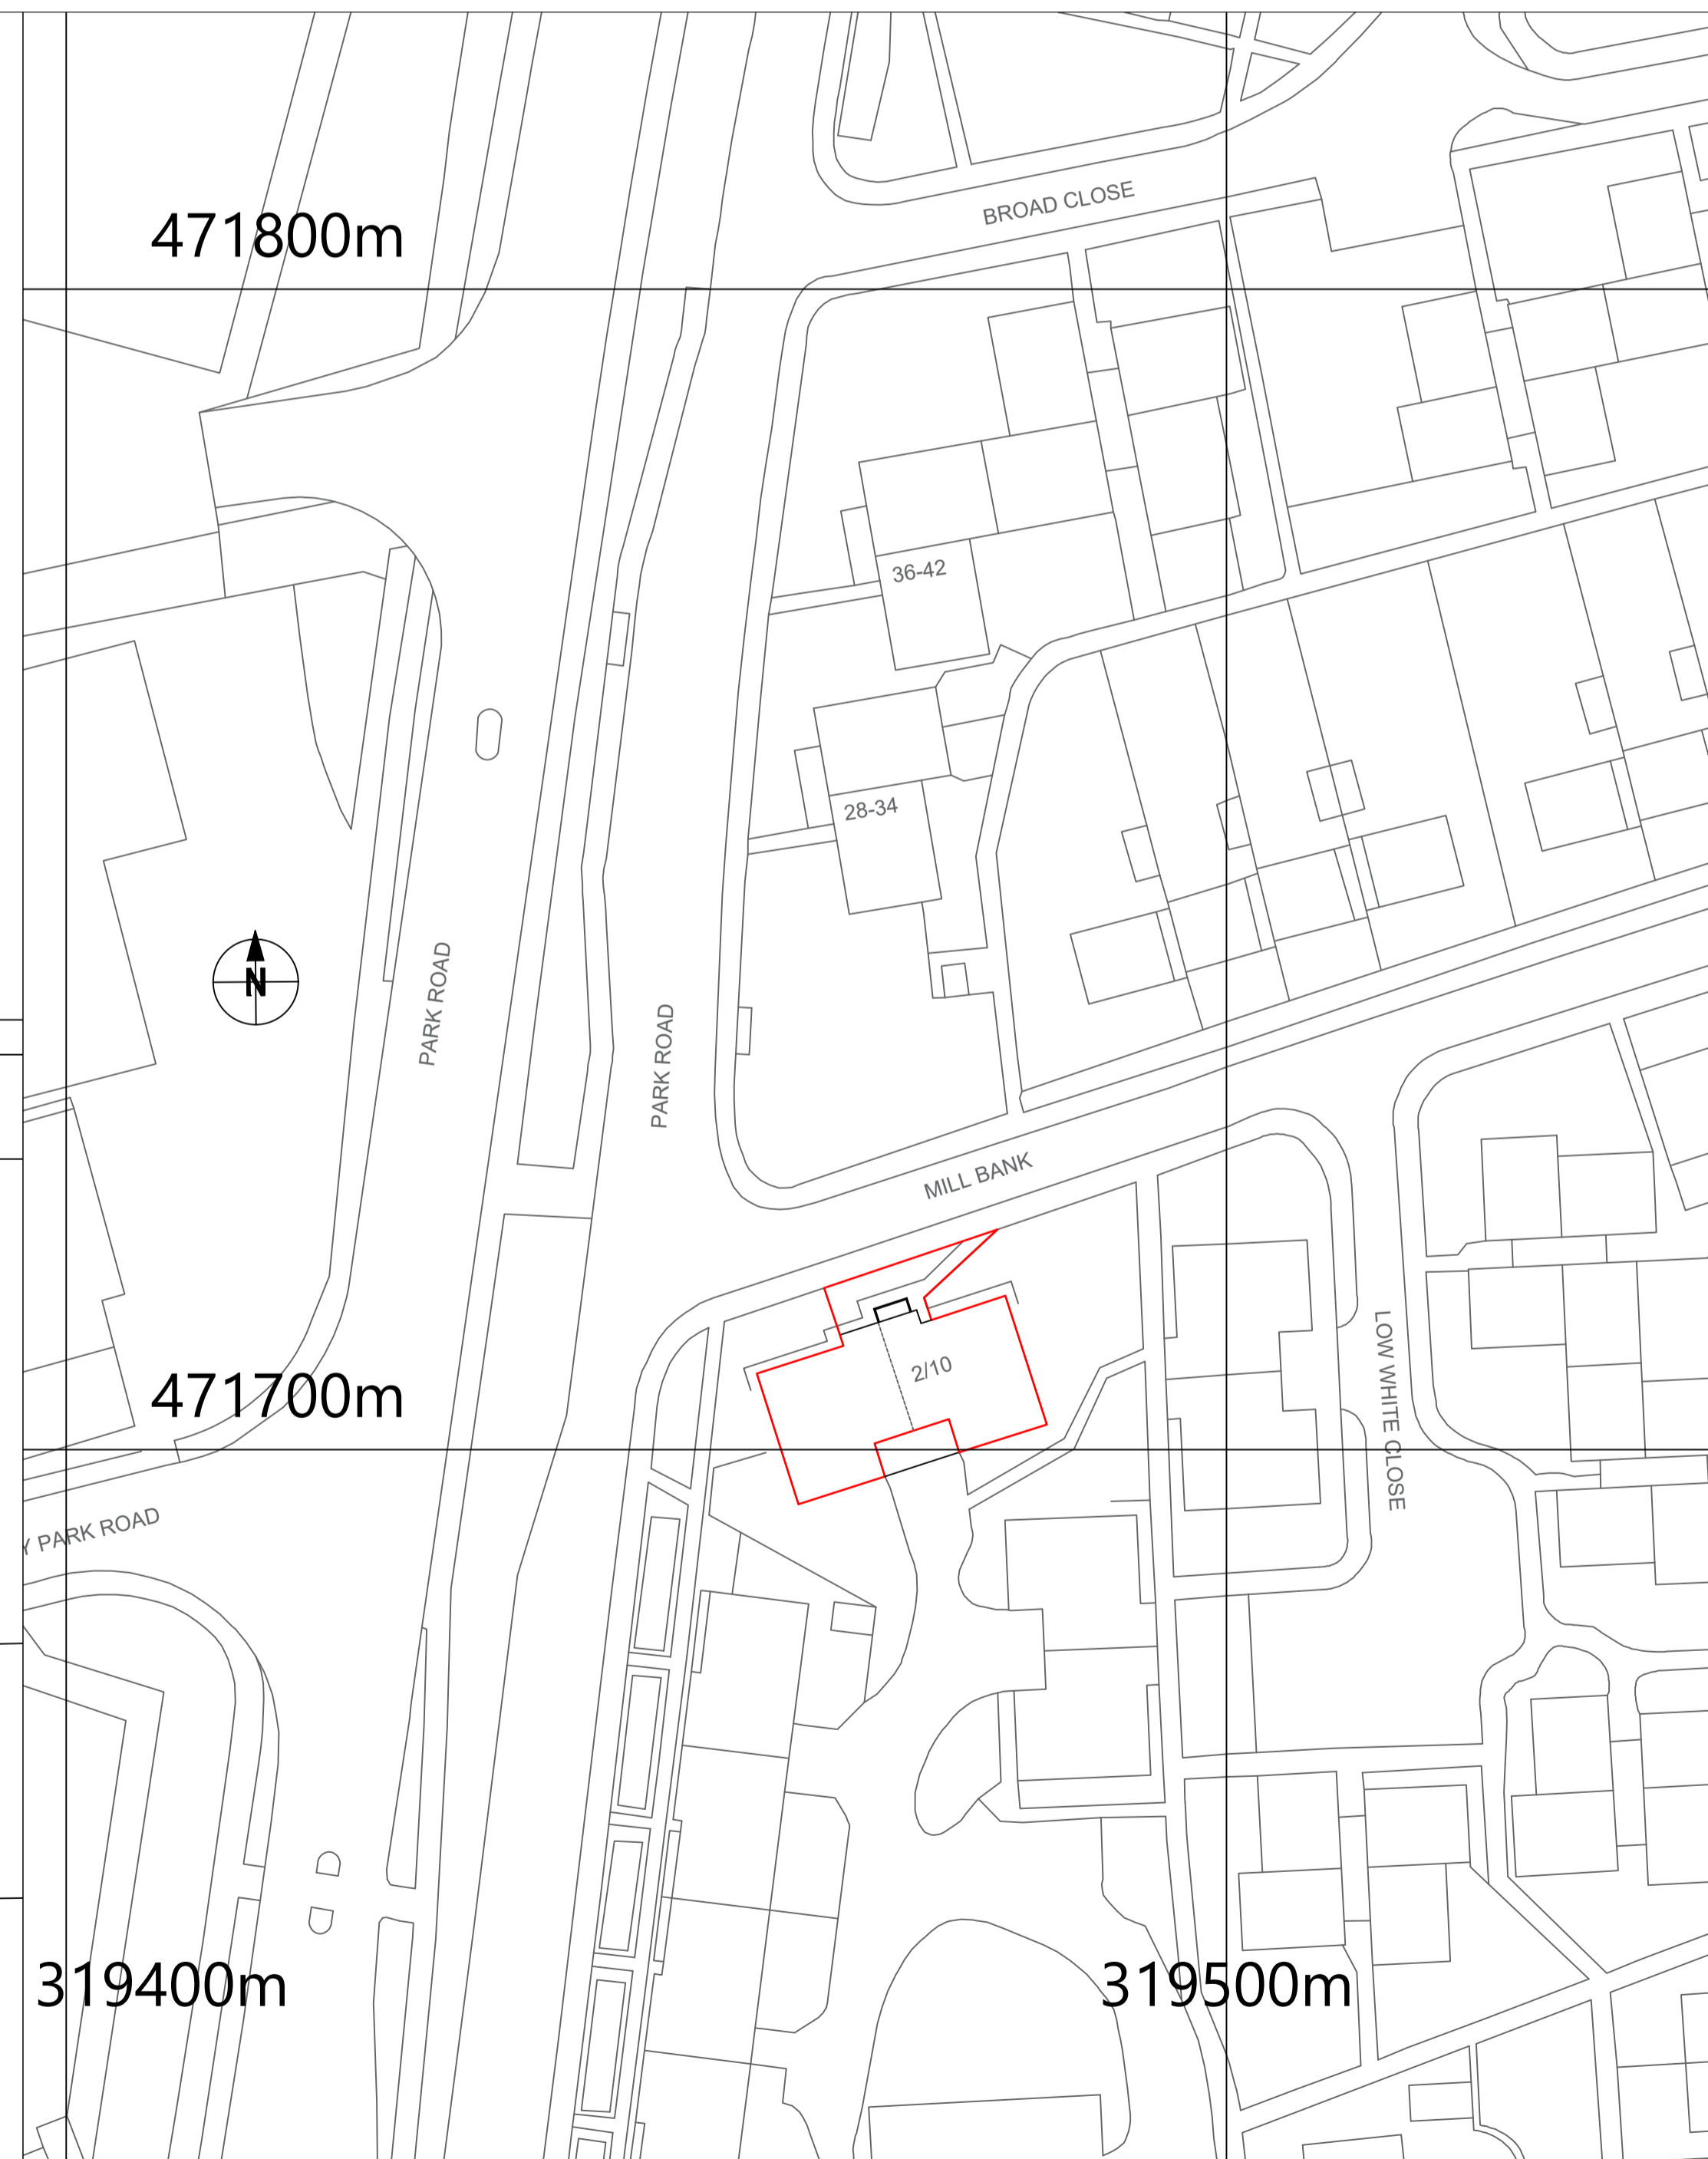 BROAD CLOSE
471800m
36-42
28-34
N
PARK ROAD
PARK ROAD
MILL BANK
2/10
LOW WHITE CLOSE
471700m
Y PARK ROAD
319400m
319500m